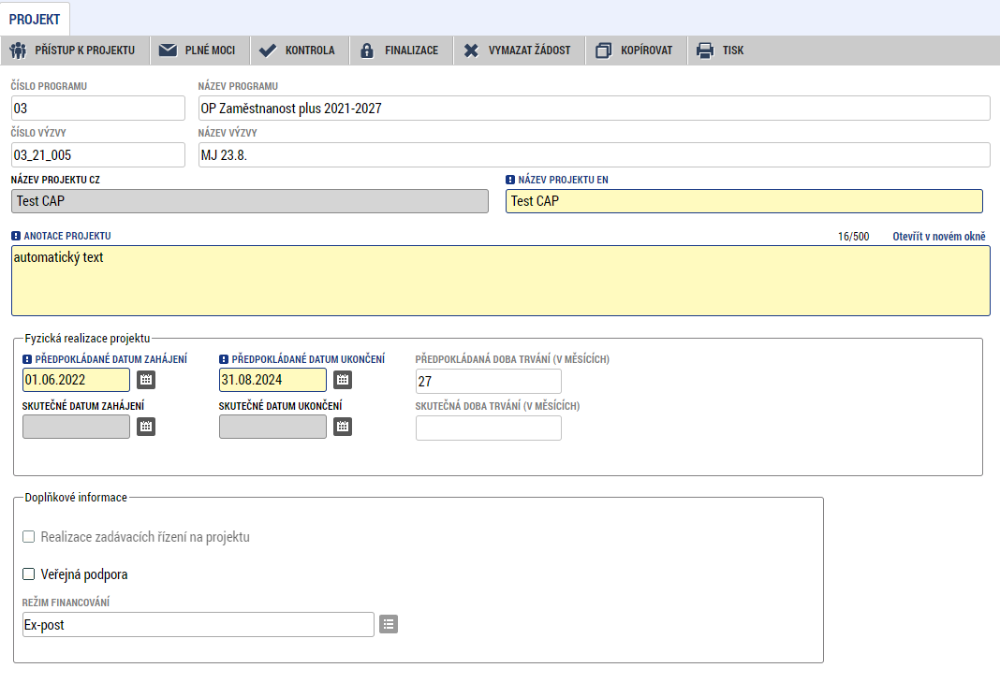 PROJEKT
PŘÍSTUP K PROJEKTU PLNÉ MOCI KONTROLA FINALIZACE VYMAZAT ŽÁDOST KOPÍROVAT TISK
ČÍSLO PROGRAMU NÁZEV PROGRAMU
03 OP Zaměstnanost plus 2021-2027
ČÍSLO VÝZVY NÁZEV VÝZVY
03_21_005 MJ 23.8.
NÁZEV PROJEKTU CZ NÁZEV PROJEKTU EN
Test CAP Test CAP
ANOTACE PROJEKTU 16/500 Otevřít v novém okně
automatický text
Fyzická realizace projektu
PŘEDPOKLÁDANÉ DATUM ZAHÁJENÍ PŘEDPOKLÁDANÉ DATUM UKONČENÍ PŘEDPOKLÁDANÁ DOBA TRVÁNÍ (V MĚSÍCÍCH)
01.06.2022 31.08.2024 27
SKUTEČNÉ DATUM ZAHÁJENÍ SKUTEČNÉ DATUM UKONČENÍ SKUTEČNÁ DOBA TRVÁNÍ (V MĚSÍCÍCH)
Doplňkové informace
Realizace zadávacích řízení na projektu
Veřejná podpora
REŽIM FINANCOVÁNÍ
Ex-post